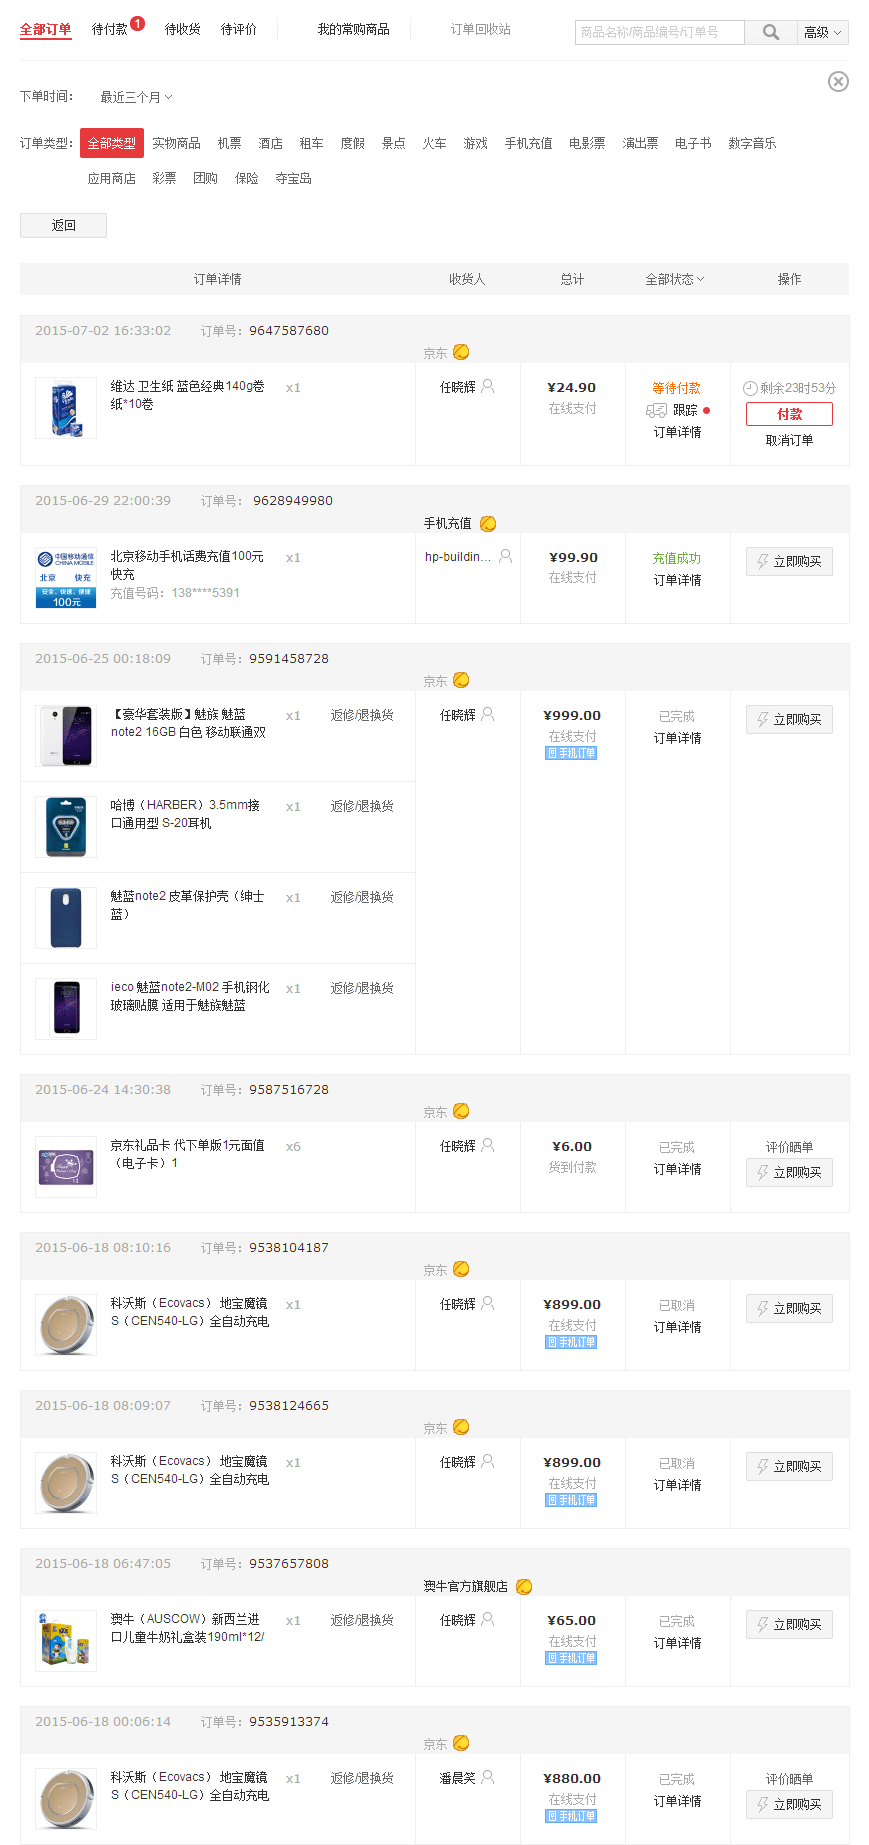 全部订单 待付款 1 待收货 待评价 我的常购商品 订单回收站 商品名称/商品编号/订单号 高级
下单时间： 最近三个月
订单类型： 全部类型 实物商品 机票 酒店 租车 度假 景点 火车 游戏 手机充值 电影票 演出票 电子书 数字音乐
应用商店 彩票 团购 保险 夺宝岛
返回
订单详情 收货人 总计 全部状态 操作
2015-07-02 16:33:02 订单号： 9647587680
京东
维达 卫生纸 蓝色经典140g卷 x1 任晓辉 ¥24.90 等待付款 剩余23时53分
纸*10卷 在线支付 跟踪 付款
订单详情 取消订单
2015-06-29 22:00:39 订单号： 9628949980
手机充值
中国移动通信
CHINA MOBILE
北京 快充
安全、快速、便捷
100元
北京移动手机话费充值100元 x1 hp-buildin... ¥99.90 充值成功 立即购买
快充 在线支付 订单详情
充值号码：138****5391
2015-06-25 00:18:09 订单号： 9591458728
京东
【豪华套装版】魅族 魅蓝 x1 返修/退换货 任晓辉 ¥999.00 已完成 立即购买
note2 16GB 白色 移动联通双 在线支付 订单详情
手机订单
哈博（HARBER）3.5mm接 x1 返修/退换货
口通用型 S-20耳机
魅蓝note2 皮革保护壳（绅士 x1 返修/退换货
蓝）
ieco 魅蓝note2-M02 手机钢化 x1 返修/退换货
玻璃贴膜 适用于魅族魅蓝
2015-06-24 14:30:38 订单号： 9587516728
京东
京东礼品卡 代下单版1元面值 x6 任晓辉 ¥6.00 已完成 评价晒单
（电子卡）1 货到付款 订单详情 立即购买
2015-06-18 08:10:16 订单号： 9538104187
京东
科沃斯（Ecovacs） 地宝魔镜 x1 任晓辉 ¥899.00 已取消 立即购买
S（CEN540-LG）全自动充电 在线支付 订单详情
手机订单
2015-06-18 08:09:07 订单号： 9538124665
京东
科沃斯（Ecovacs） 地宝魔镜 x1 任晓辉 ¥899.00 已取消 立即购买
S（CEN540-LG）全自动充电 在线支付 订单详情
手机订单
2015-06-18 06:47:05 订单号： 9537657808
澳牛官方旗舰店
澳牛（AUSCOW）新西兰进 x1 返修/退换货 任晓辉 ¥65.00 已完成 立即购买
口儿童牛奶礼盒装190ml*12/ 在线支付 订单详情
手机订单
2015-06-18 00:06:14 订单号： 9535913374
京东
科沃斯（Ecovacs） 地宝魔镜 x1 返修/退换货 潘晨笑 ¥880.00 已完成 评价晒单
S（CEN540-LG）全自动充电 在线支付 订单详情 立即购买
手机订单